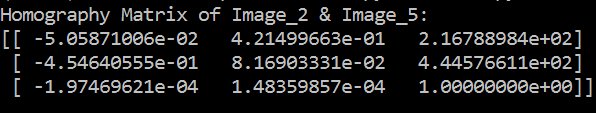 Homography Matrix of Image_2 & Image_5:
[[ -5.05871006e-02 4.21499663e-01 2.16788984e+02]
[ -4.54640555e-01 8.16903331e-02 4.44576611e+02]
[ -1.97469621e-04 1.48359857e-04 1.00000000e+00]]